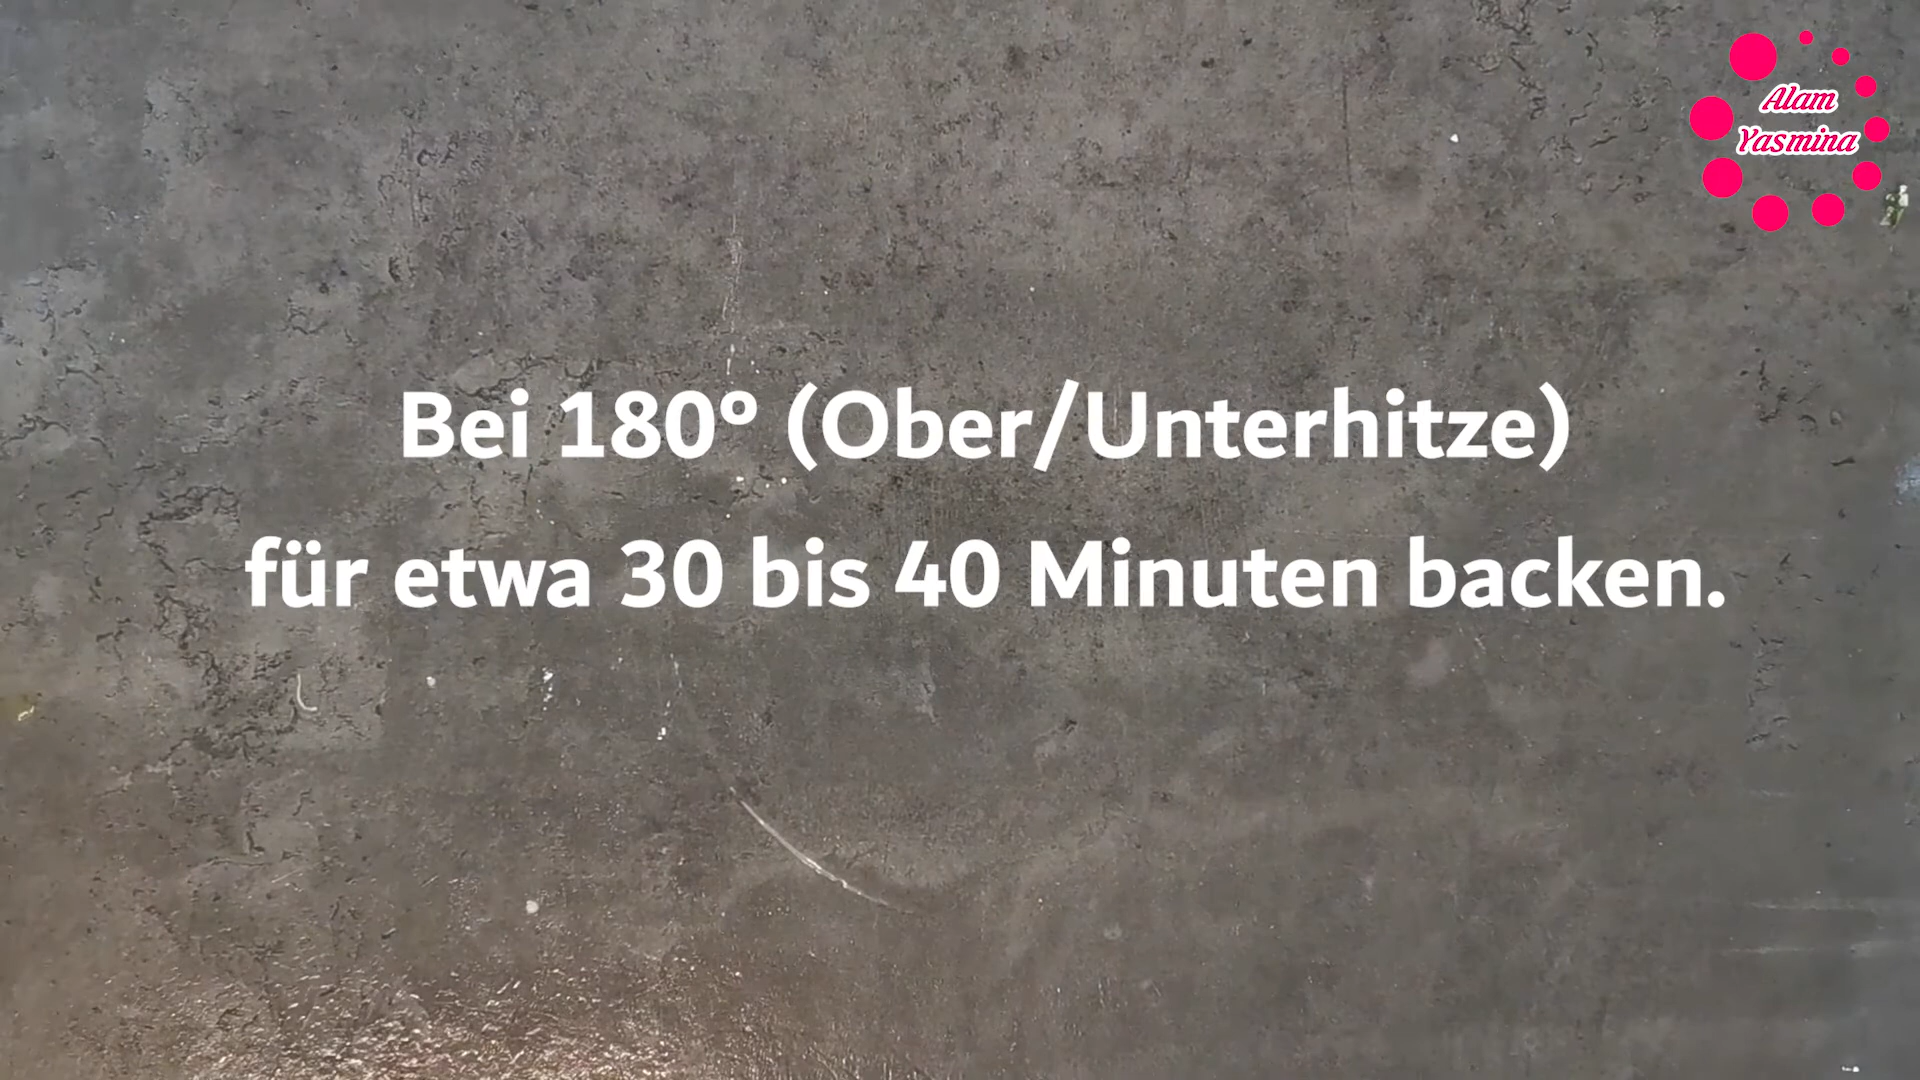 Alam
Yasmina
Bei 180° (Ober/Unterhitze)
für etwa 30 bis 40 Minuten backen.